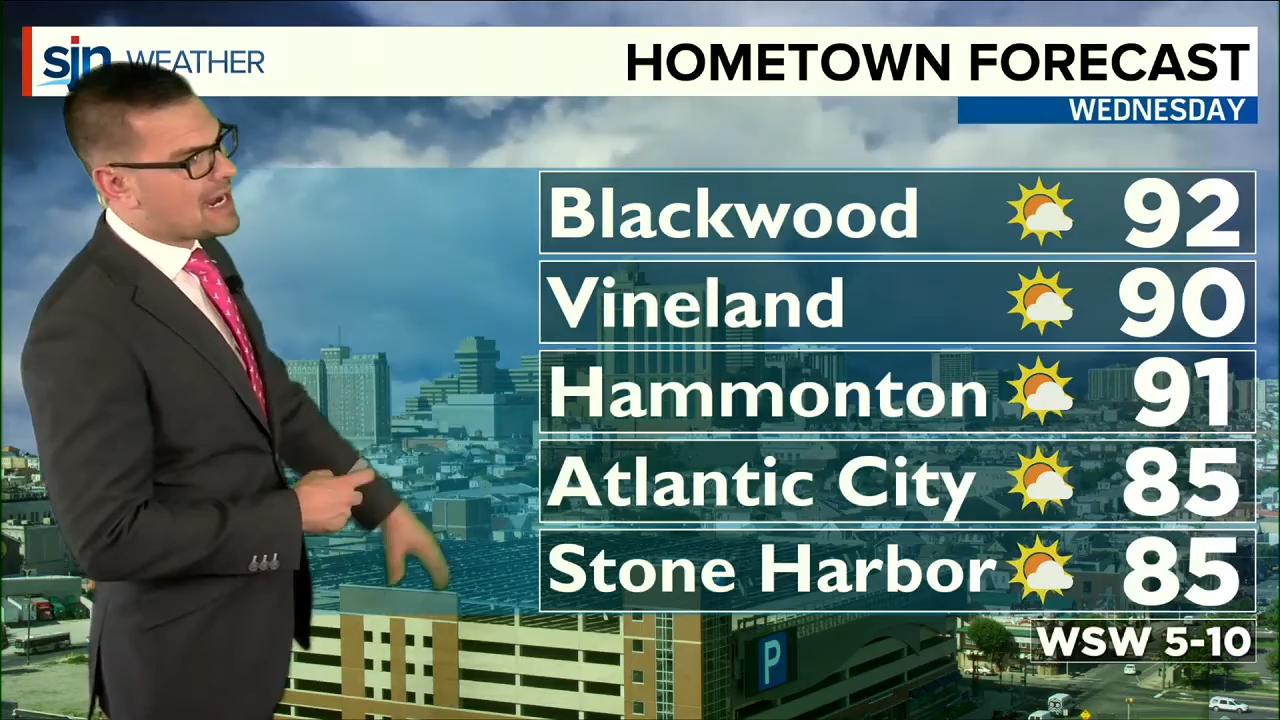 sjn WEATHER
HOMETOWN FORECAST
WEDNESDAY
Blackwood 92
Vineland 90
Hammonton 91
Atlantic City 85
Stone Harbor 85
WSW 5-10
P